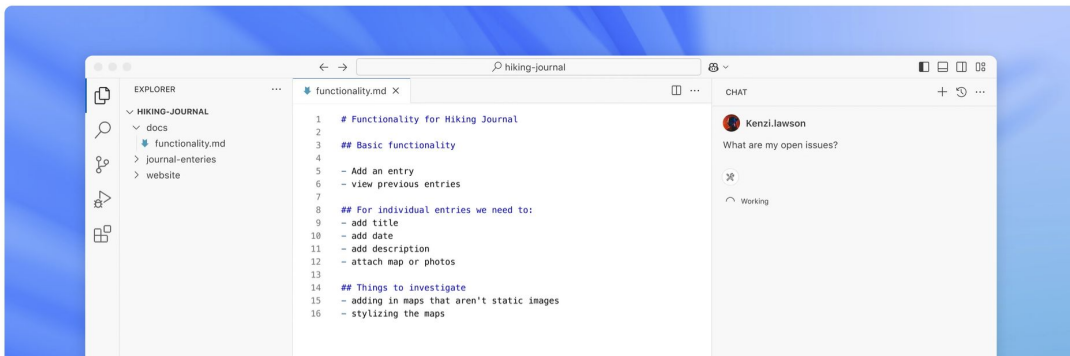 hiking-journal
EXPLORER
HIKING-JOURNAL
docs
functionality.md
journal-enteries
website
functionality.md
1 # Functionality for Hiking Journal
2
3 ## Basic functionality
4
5 – Add an entry
6 – view previous entries
7
8 ## For individual entries we need to:
9 – add title
10 – add date
11 – add description
12 – attach map or photos
13
14 ## Things to investigate
15 – adding in maps that aren't static images
16 – stylizing the maps
CHAT
Kenzi.lawson
What are my open issues?
Working